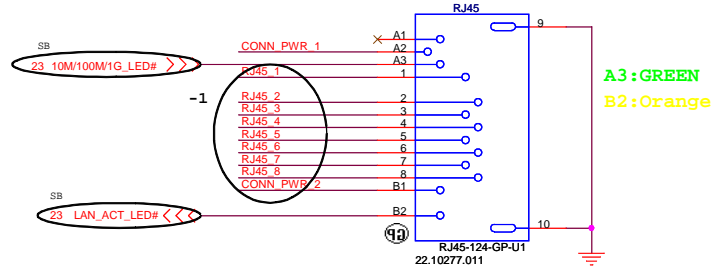 RJ45
9
A1
CONN_PWR_1
A2
SB
23 10M/100M/1G_LED#
A3
RJ45_1
1
A3:GREEN
-1
RJ45_2
2
B2:Orange
RJ45_3
3
RJ45_4
4
RJ45_5
5
RJ45_6
6
RJ45_7
7
RJ45_8
8
CONN_PWR_2
B1
SB
23 LAN_ACT_LED#
B2
10
GP
RJ45-124-GP-U1
22.10277.011